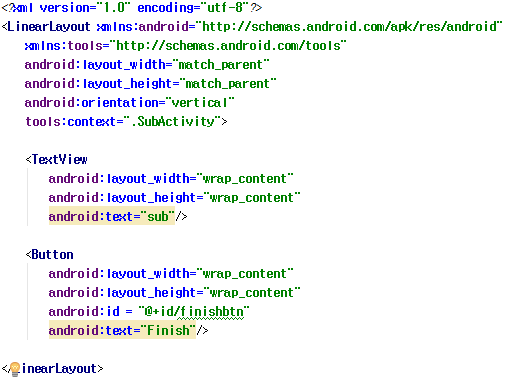 <?xml version="1.0" encoding="utf-8"?>
<LinearLayout xmlns:android="http://schemas.android.com/apk/res/android"
    xmlns:tools="http://schemas.android.com/tools"
    android:layout_width="match_parent"
    android:layout_height="match_parent"
    android:orientation="vertical"
    tools:context=".SubActivity">

    <TextView
        android:layout_width="wrap_content"
        android:layout_height="wrap_content"
        android:text="sub"/>

    <Button
        android:layout_width="wrap_content"
        android:layout_height="wrap_content"
        android:id = "@+id/finishbtn"
        android:text="Finish"/>

</inearLayout>